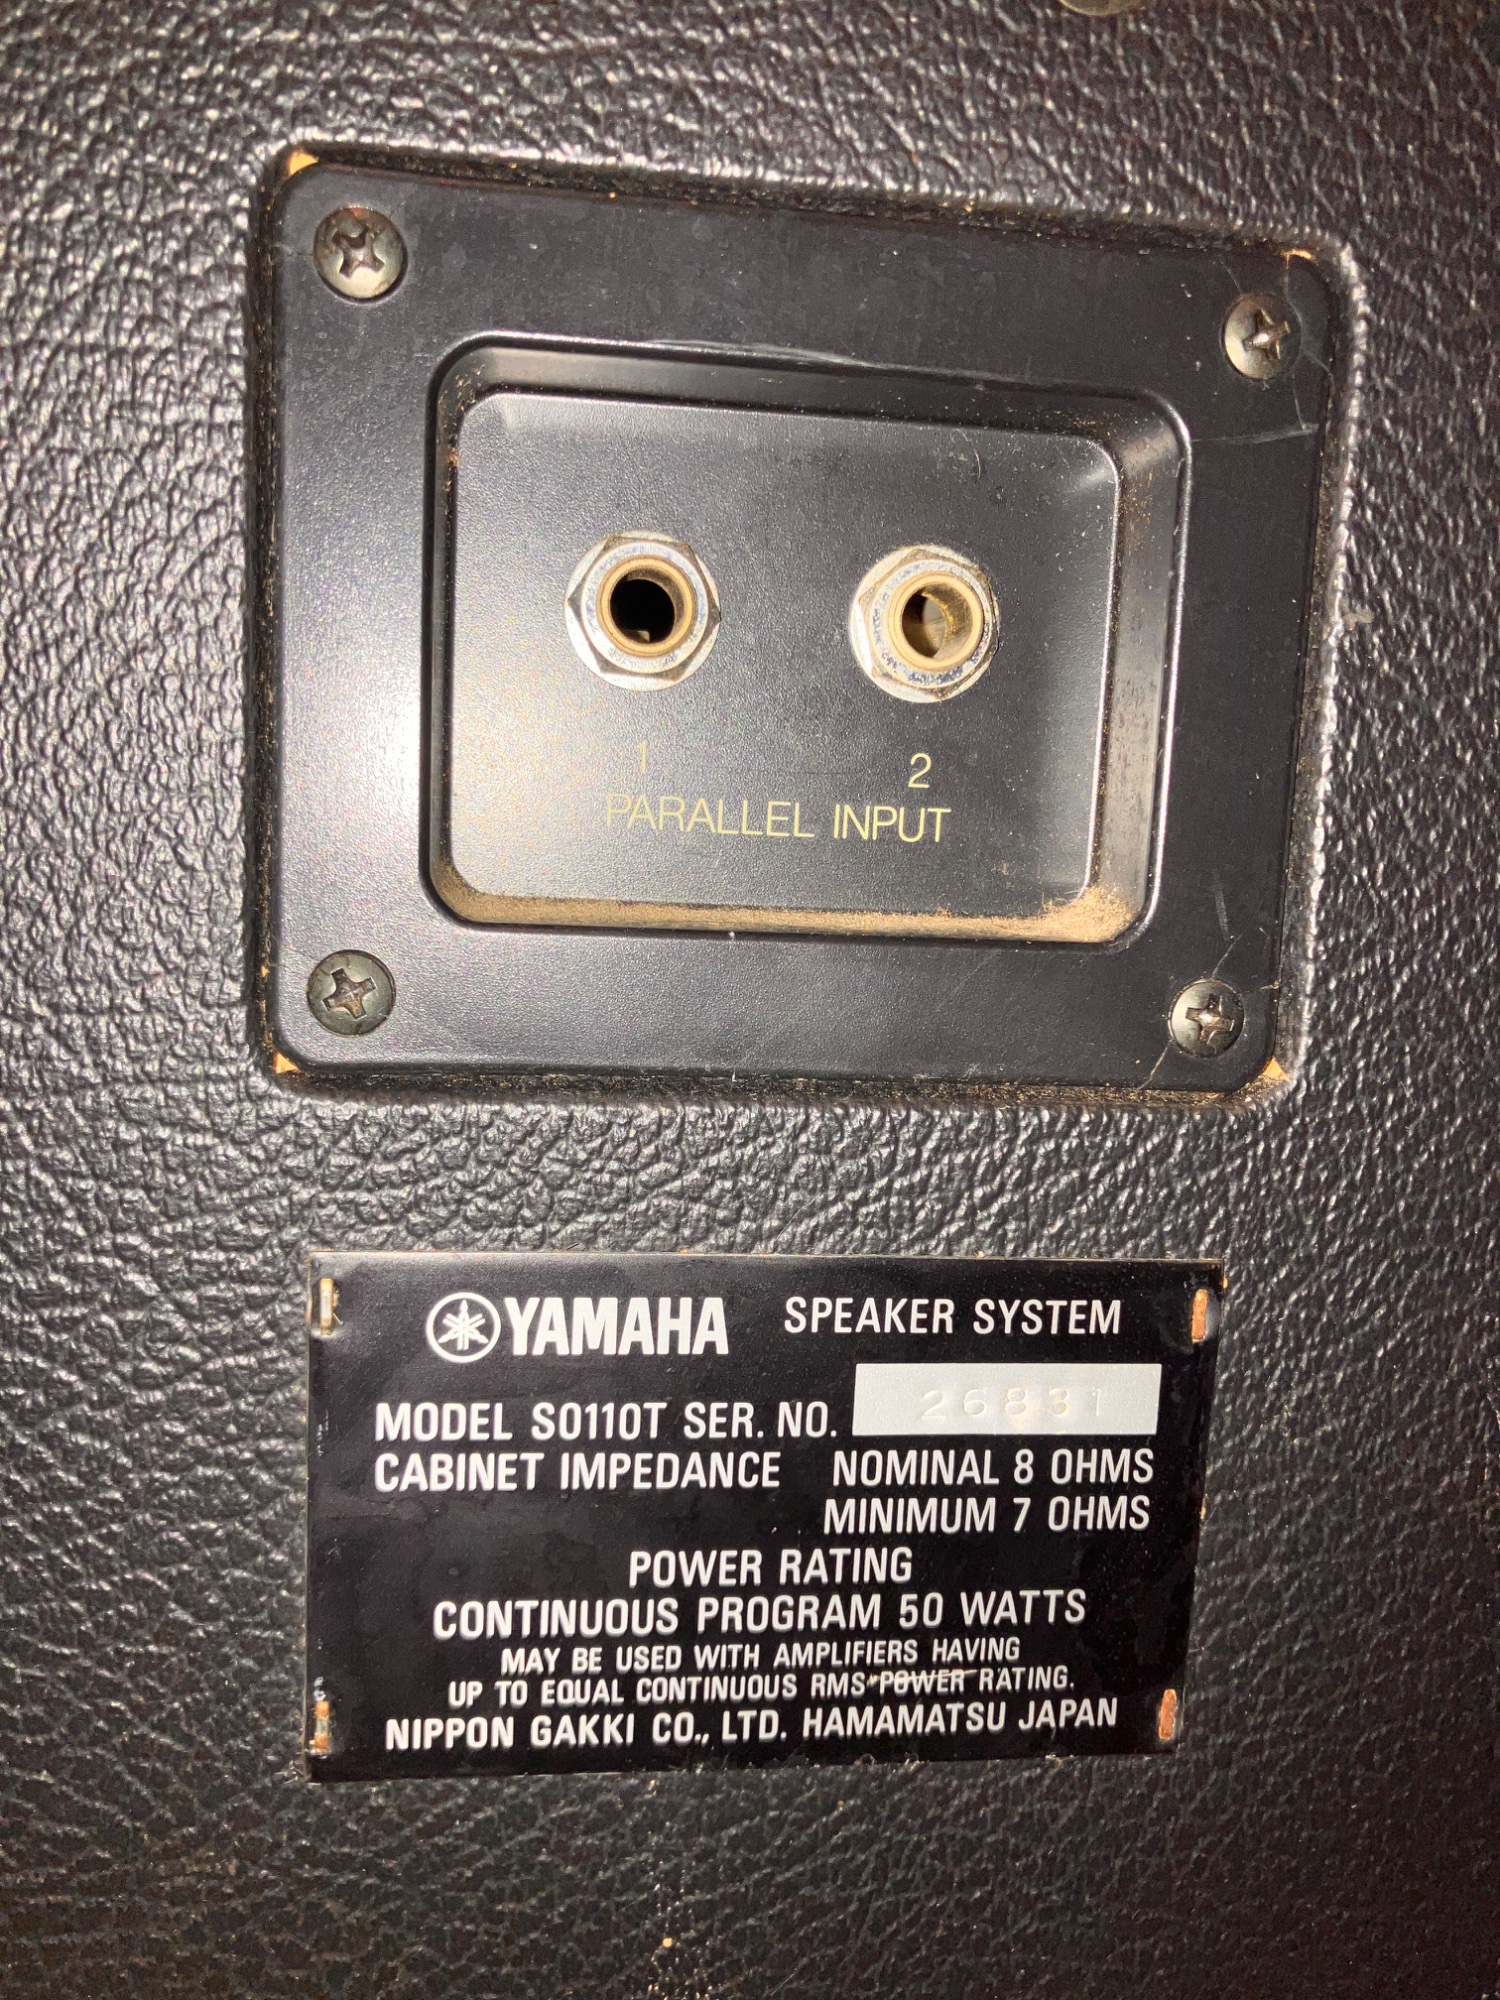 1 2
PARALLEL INPUT
YAMAHA SPEAKER SYSTEM
MODEL S0110T SER. NO. 26831
CABINET IMPEDANCE NOMINAL 8 OHMS
MINIMUM 7 OHMS
POWER RATING
CONTINUOUS PROGRAM 50 WATTS
MAY BE USED WITH AMPLIFIERS HAVING
UP TO EQUAL CONTINUOUS RMS POWER RATING.
NIPPON GAKKI CO., LTD. HAMAMATSU JAPAN